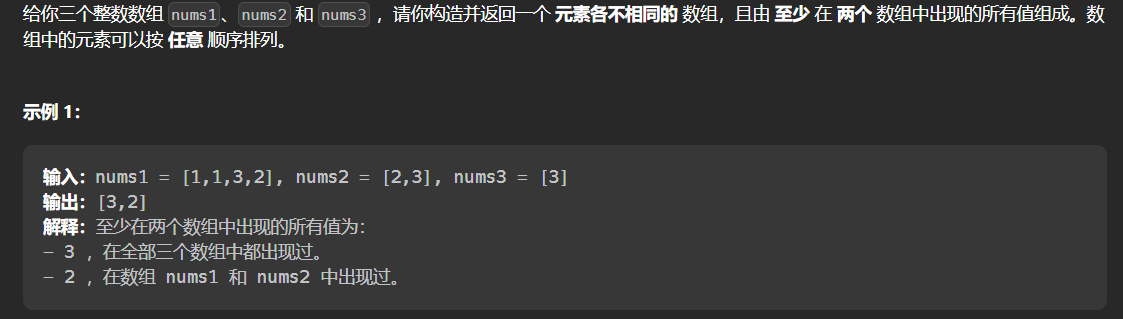 给你三个整数数组 nums1、nums2 和 nums3 ，请你构造并返回一个 元素各不相同的 数组，且由 至少 在 两个 数组中出现的所有值组成。数
组中的元素可以按 任意 顺序排列。
示例 1：
输入：nums1 = [1,1,3,2], nums2 = [2,3], nums3 = [3]
输出：[3,2]
解释：至少在两个数组中出现的所有值为：
- 3 ，在全部三个数组中都出现过。
- 2 ，在数组 nums1 和 nums2 中出现过。